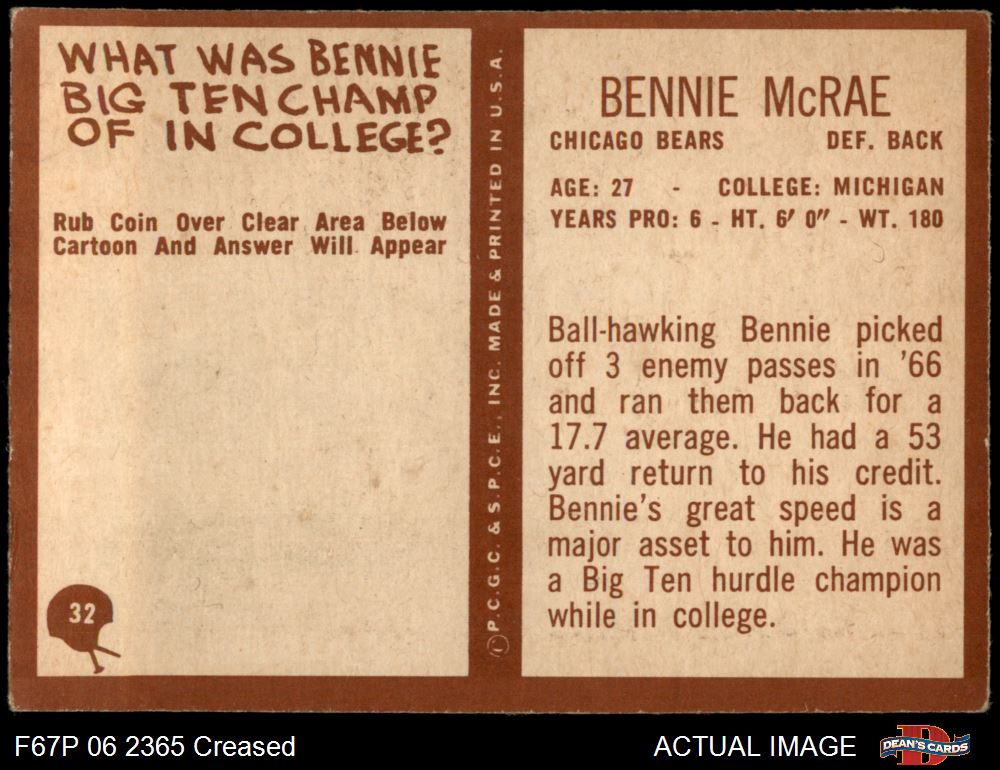 WHAT WAS BENNIE
BIG TEN CHAMP
OF IN COLLEGE?
Rub Coin Over Clear Area Below
Cartoon And Answer Will Appear
32
© P.C.G.C. & S.P.C.E., INC. MADE & PRINTED IN U.S.A.
BENNIE McRAE
CHICAGO BEARS DEF. BACK
AGE: 27 - COLLEGE: MICHIGAN
YEARS PRO: 6 - HT. 6' 0" - WT. 180
Ball-hawking Bennie picked
off 3 enemy passes in '66
and ran them back for a
17.7 average. He had a 53
yard return to his credit.
Bennie's great speed is a
major asset to him. He was
a Big Ten hurdle champion
while in college.
F67P 06 2365 Creased
ACTUAL IMAGE
D
DEAN'S CARDS